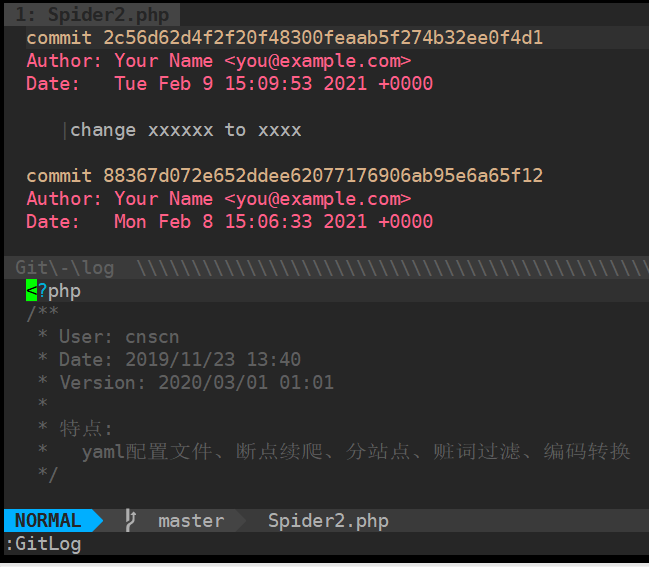 1: Spider2.php
commit 2c56d62d4f2f20f48300feaab5f274b32ee0f4d1
Author: Your Name <you@example.com>
Date:   Tue Feb 9 15:09:53 2021 +0000
change xxxxxx to xxxx
commit 88367d072e652ddee62077176906ab95e6a65f12
Author: Your Name <you@example.com>
Date:   Mon Feb 8 15:06:33 2021 +0000
Git\-\log  \\\\\\\\\\\\\\\\\\\\\\\\\\\\\\\\\\\\\\\\\\\\\\\
<?php
/**
 * User: cnscn
 * Date: 2019/11/23 13:40
 * Version: 2020/03/01 01:01
 *
 * 特点:
 *   yaml配置文件、断点续爬、分站点、赃词过滤、编码转换
 */
NORMAL master Spider2.php
:GitLog